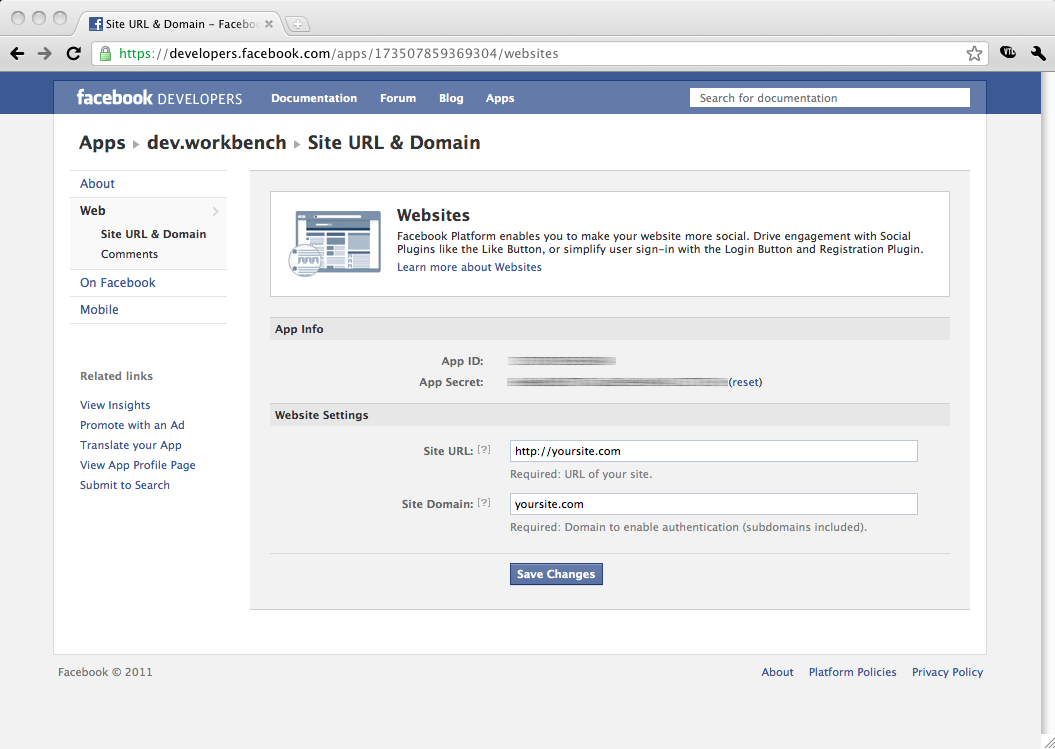 Site URL & Domain – Facebo
https://developers.facebook.com/apps/173507859369304/websites
facebook DEVELOPERS Documentation Forum Blog Apps Search for documentation
Apps ▸ dev.workbench ▸ Site URL & Domain
About
Web
Site URL & Domain
Comments
On Facebook
Mobile
Related links
View Insights
Promote with an Ad
Translate your App
View App Profile Page
Submit to Search
Websites
Facebook Platform enables you to make your website more social. Drive engagement with Social
Plugins like the Like Button, or simplify user sign-in with the Login Button and Registration Plugin.
Learn more about Websites
App Info
App ID:
App Secret: (reset)
Website Settings
Site URL: [?] http://yoursite.com
Required: URL of your site.
Site Domain: [?] yoursite.com
Required: Domain to enable authentication (subdomains included).
Save Changes
Facebook © 2011 About Platform Policies Privacy Policy